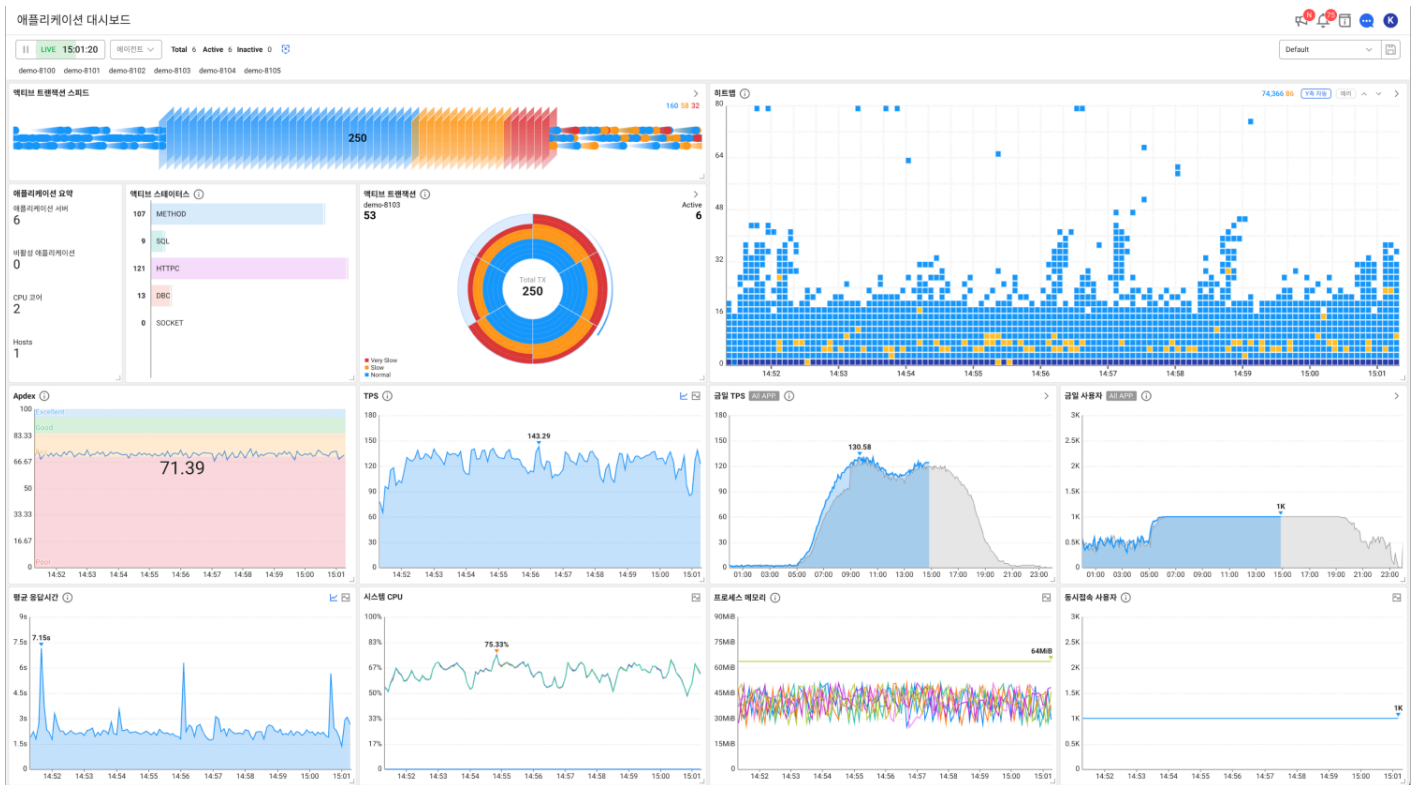 애플리케이션 대시보드
N
75
K
LIVE 15:01:20
에이전트
Total 6 Active 6 Inactive 0
Default
demo-8100 demo-8101 demo-8102 demo-8103 demo-8104 demo-8105
액티브 트랜잭션 스피드
160 58 32
250
히트맵
74,366 86
Y축 자동
에러
80
64
48
32
16
0
14:52 14:53 14:54 14:55 14:56 14:57 14:58 14:59 15:00 15:01
애플리케이션 요약
애플리케이션 서버
6
비활성 애플리케이션
0
CPU 코어
2
Hosts
1
액티브 스테이터스
107 METHOD
9 SQL
121 HTTPC
13 DBC
0 SOCKET
액티브 트랜잭션
demo-8103
53
Active
6
Total TX
250
Very Slow
Slow
Normal
Apdex
100
83.33
66.67
50
33.33
16.67
0
Excellent
Good
71.39
Poor
14:52 14:53 14:54 14:55 14:56 14:57 14:58 14:59 15:00 15:01
TPS
180
150
120
90
60
30
0
143.29
14:52 14:53 14:54 14:55 14:56 14:57 14:58 14:59 15:00 15:01
금일 TPS All APP.
180
150
120
90
60
30
0
130.58
01:00 03:00 05:00 07:00 09:00 11:00 13:00 15:00 17:00 19:00 21:00 23:00
금일 사용자 All APP.
3K
2.5K
2K
1.5K
1K
0.5K
0
1K
01:00 03:00 05:00 07:00 09:00 11:00 13:00 15:00 17:00 19:00 21:00 23:00
평균 응답시간
9s
7.5s
6s
4.5s
3s
1.5s
0
7.15s
14:52 14:53 14:54 14:55 14:56 14:57 14:58 14:59 15:00 15:01
시스템 CPU
100%
83%
67%
50%
33%
17%
0
75.33%
14:52 14:53 14:54 14:55 14:56 14:57 14:58 14:59 15:00 15:01
프로세스 메모리
90MiB
75MiB
60MiB
45MiB
30MiB
15MiB
0
64MiB
14:52 14:53 14:54 14:55 14:56 14:57 14:58 14:59 15:00 15:01
동시접속 사용자
3K
2.5K
2K
1.5K
1K
0.5K
0
1K
14:52 14:53 14:54 14:55 14:56 14:57 14:58 14:59 15:00 15:01